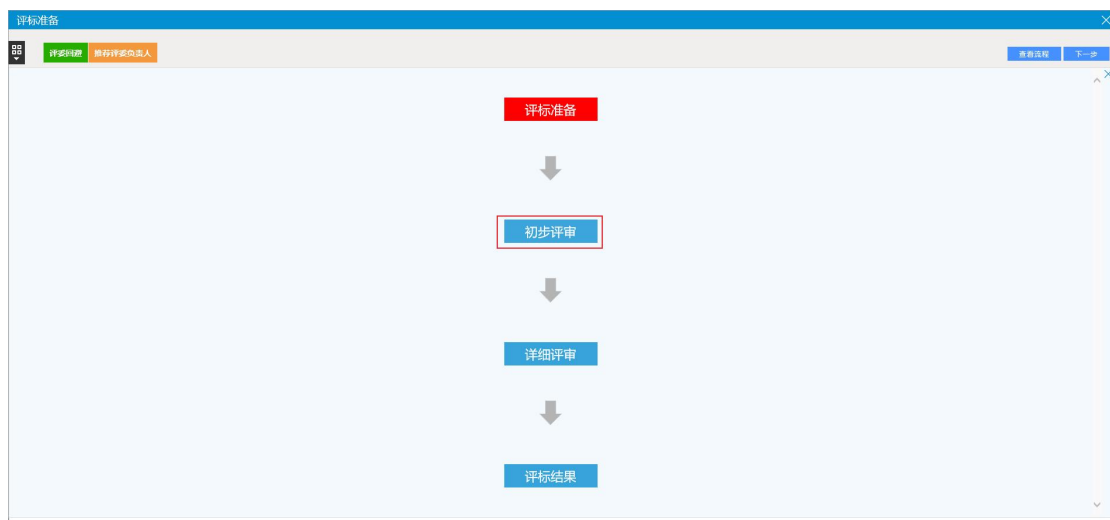 评标准备
评委回避 推荐评委负责人
查看流程 下一步
评标准备
初步评审
详细评审
评标结果